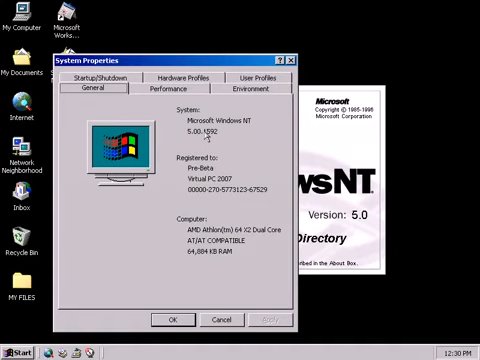 My Computer
Microsoft
Works...
My Documents
Internet
Network
Neighborhood
Inbox
Recycle Bin
MY FILES
System Properties
Startup/Shutdown
Hardware Profiles
User Profiles
General
Performance
Environment
System:
Microsoft Windows NT
5.00.1592
Registered to:
Pre-Beta
Virtual PC 2007
00000-270-5773123-67529
Computer:
AMD Athlon(tm) 64 X2 Dual Core
AT/AT COMPATIBLE
64,884 KB RAM
OK
Cancel
Apply
Microsoft
Copyright © 1985-1996
Microsoft Corporation
wsNT.
Version: 5.0
Directory
ribed in the About Box.
Start
12:30 PM